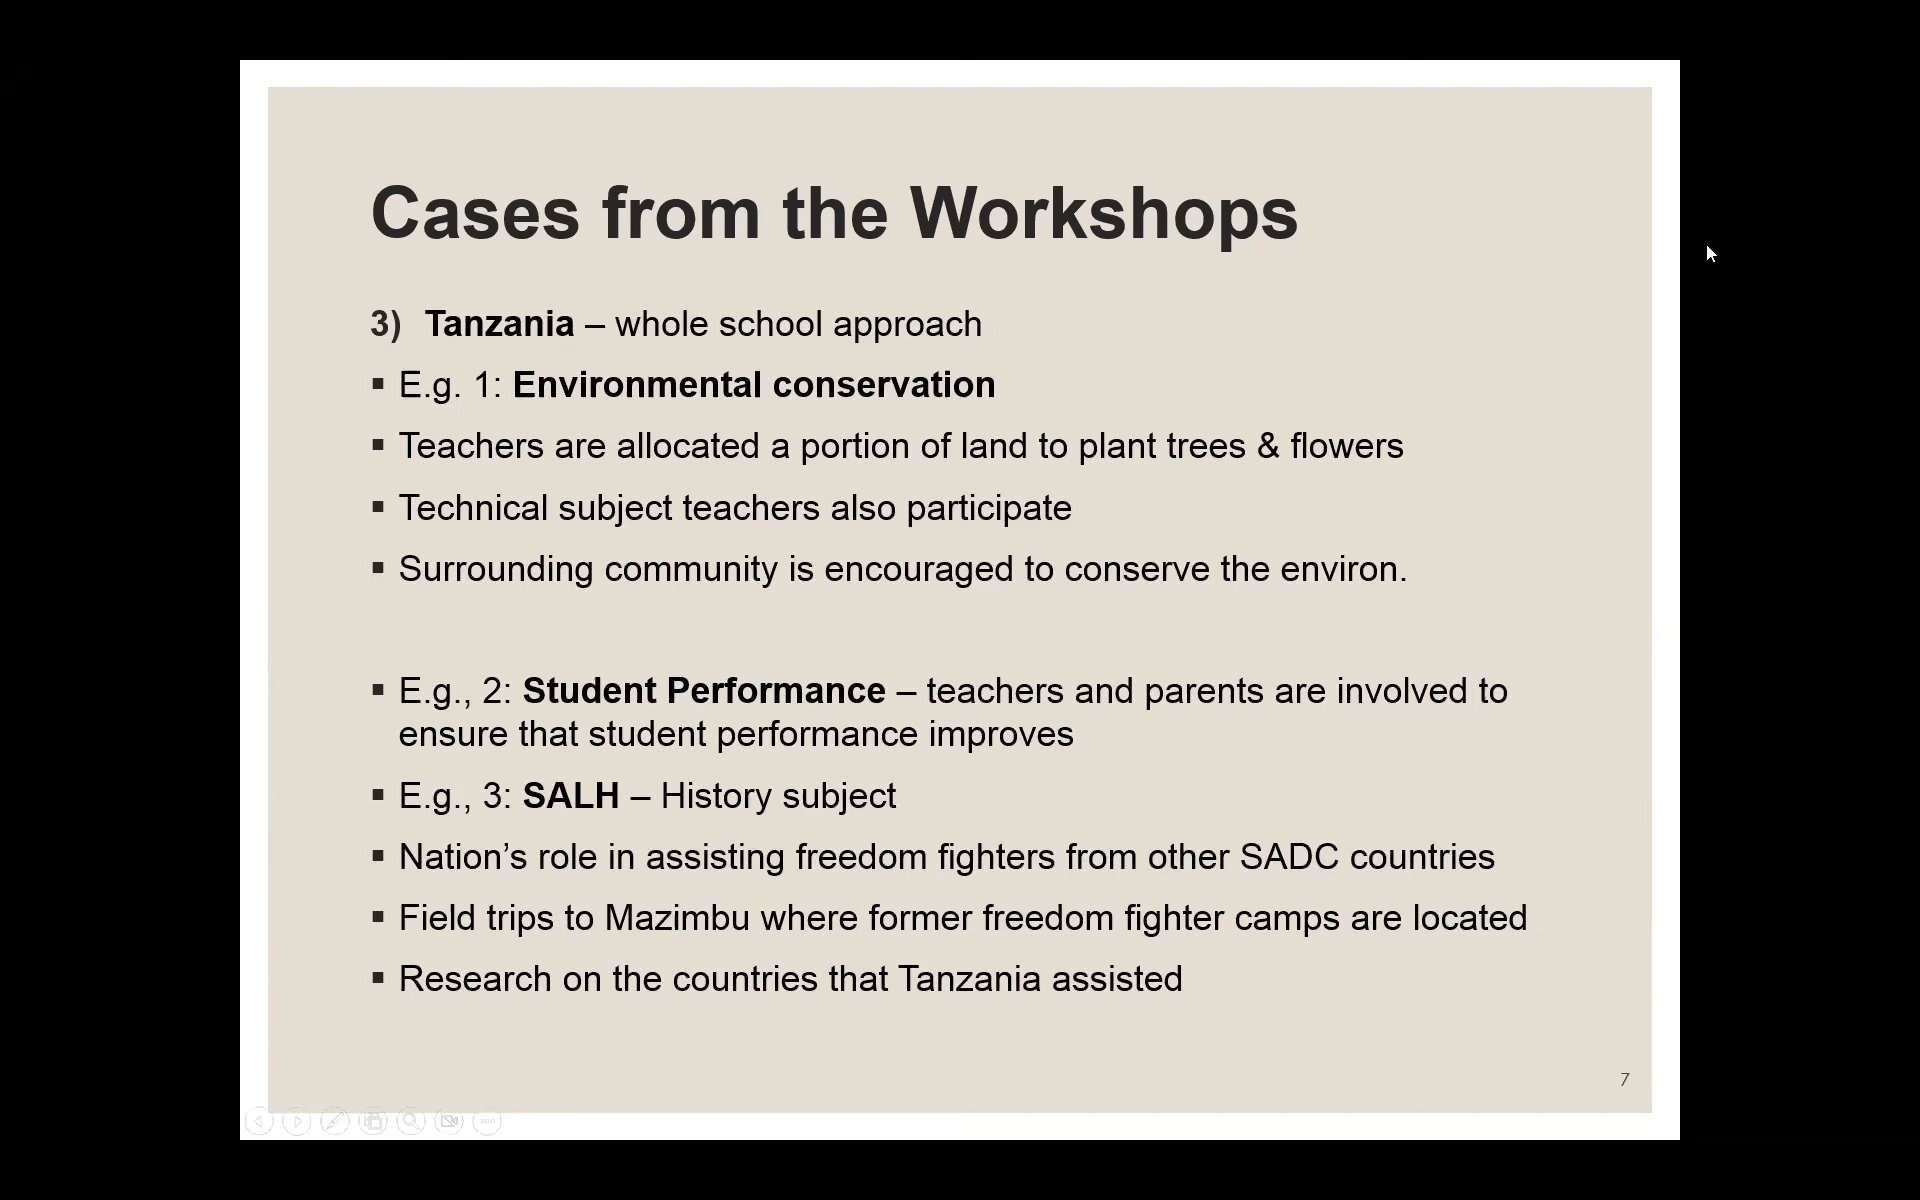 Cases from the Workshops
3) Tanzania – whole school approach
▪ E.g. 1: Environmental conservation
▪ Teachers are allocated a portion of land to plant trees & flowers
▪ Technical subject teachers also participate
▪ Surrounding community is encouraged to conserve the environ.
▪ E.g., 2: Student Performance – teachers and parents are involved to
ensure that student performance improves
▪ E.g., 3: SALH – History subject
▪ Nation’s role in assisting freedom fighters from other SADC countries
▪ Field trips to Mazimbu where former freedom fighter camps are located
▪ Research on the countries that Tanzania assisted
7